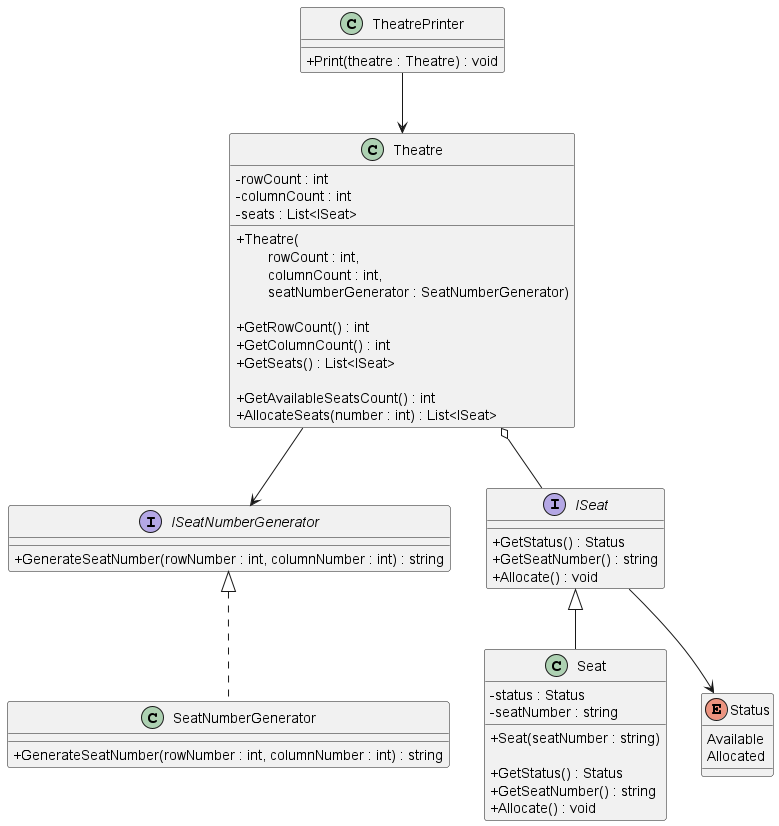 C TheatrePrinter
+Print(theatre : Theatre) : void
C Theatre
-rowCount : int
-columnCount : int
-seats : List<ISeat>
+Theatre(
rowCount : int,
columnCount : int,
seatNumberGenerator : SeatNumberGenerator)
+GetRowCount() : int
+GetColumnCount() : int
+GetSeats() : List<ISeat>
+GetAvailableSeatsCount() : int
+AllocateSeats(number : int) : List<ISeat>
I ISeatNumberGenerator
+GenerateSeatNumber(rowNumber : int, columnNumber : int) : string
I ISeat
+GetStatus() : Status
+GetSeatNumber() : string
+Allocate() : void
C SeatNumberGenerator
+GenerateSeatNumber(rowNumber : int, columnNumber : int) : string
C Seat
-status : Status
-seatNumber : string
+Seat(seatNumber : string)
+GetStatus() : Status
+GetSeatNumber() : string
+Allocate() : void
E Status
Available
Allocated